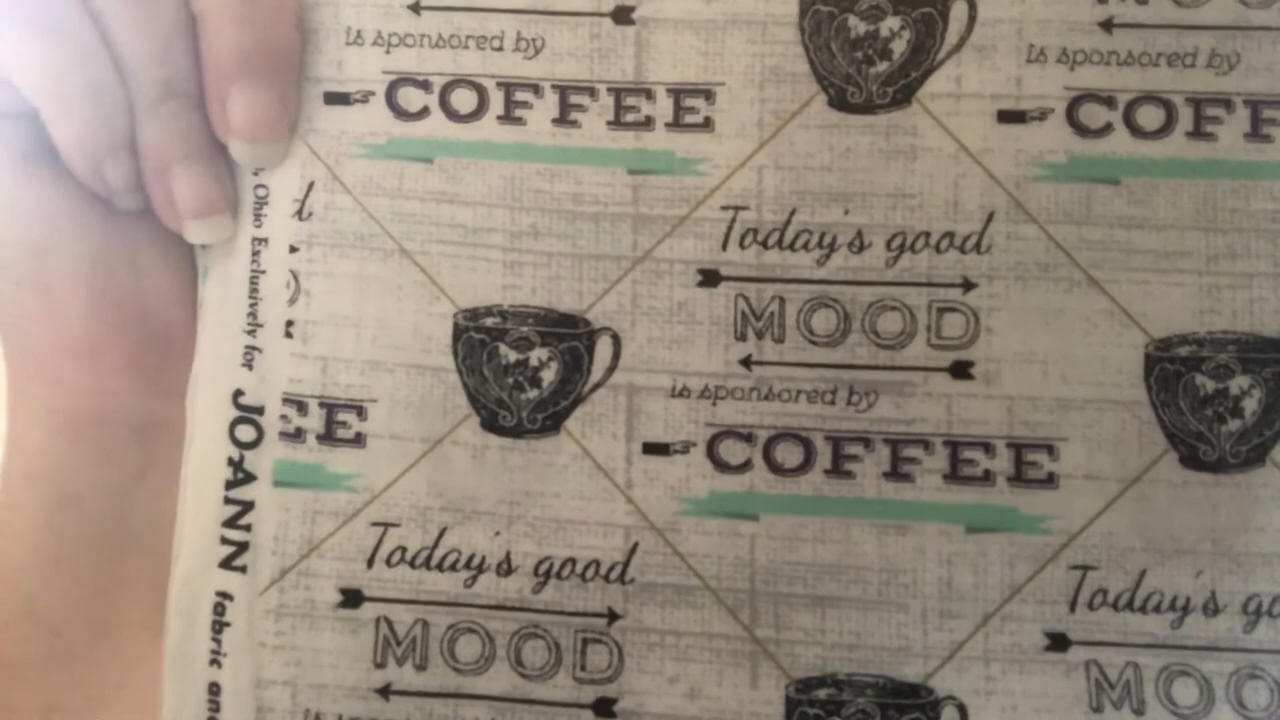 is sponsored by
COFFEE
is sponsored by
COFF
Today's good
MOOD
is sponsored by
COFFEE
EE
Today's good
MOOD
Today's
MOO
Ohio Exclusively for JOANN fabric